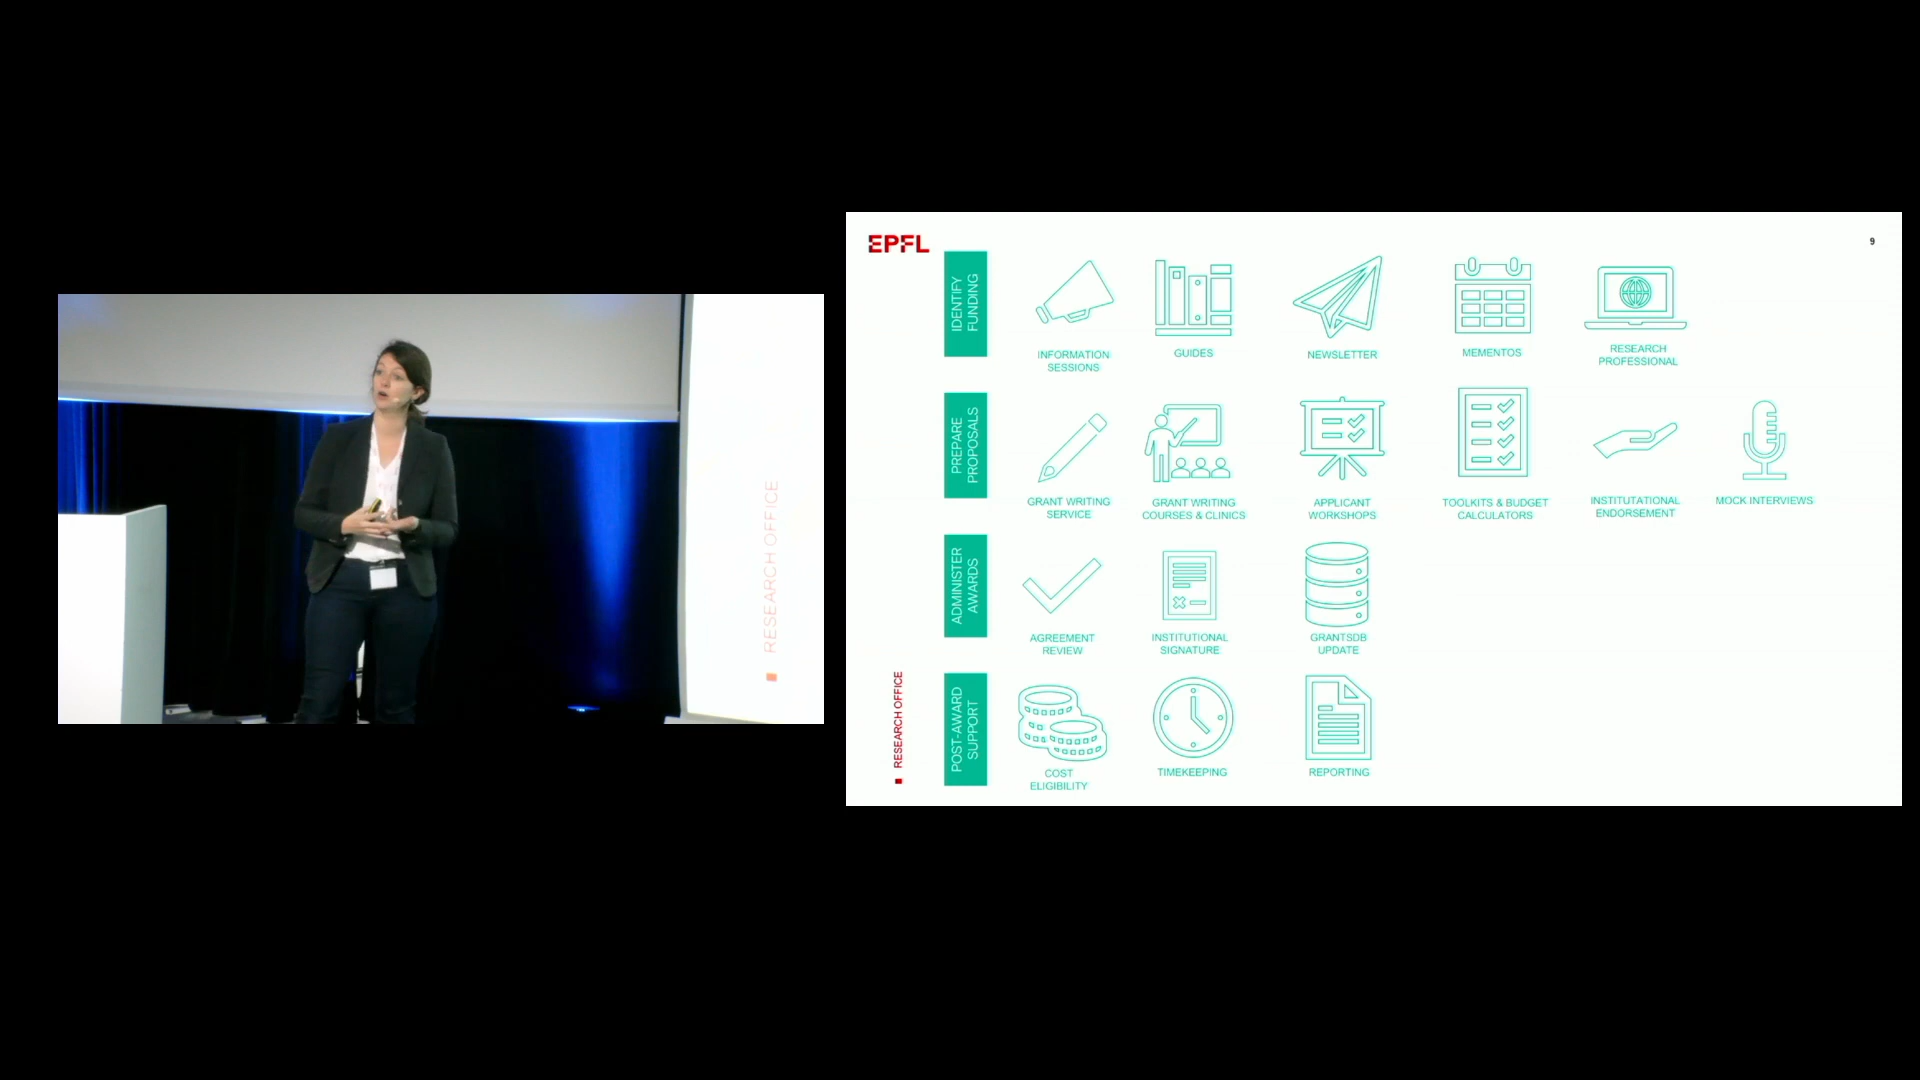 RESEARCH OFFICE
EPFL
9
IDENTIFY
FUNDING
INFORMATION
SESSIONS
GUIDES
NEWSLETTER
MEMENTOS
RESEARCH
PROFESSIONAL
PREPARE
PROPOSALS
GRANT WRITING
SERVICE
GRANT WRITING
COURSES & CLINICS
APPLICANT
WORKSHOPS
TOOLKITS & BUDGET
CALCULATORS
INSTITUTATIONAL
ENDORSEMENT
MOCK INTERVIEWS
ADMINISTER
AWARDS
AGREEMENT
REVIEW
INSTITUTIONAL
SIGNATURE
GRANTSDB
UPDATE
RESEARCH OFFICE
POST-AWARD
SUPPORT
COST
ELIGIBILITY
TIMEKEEPING
REPORTING